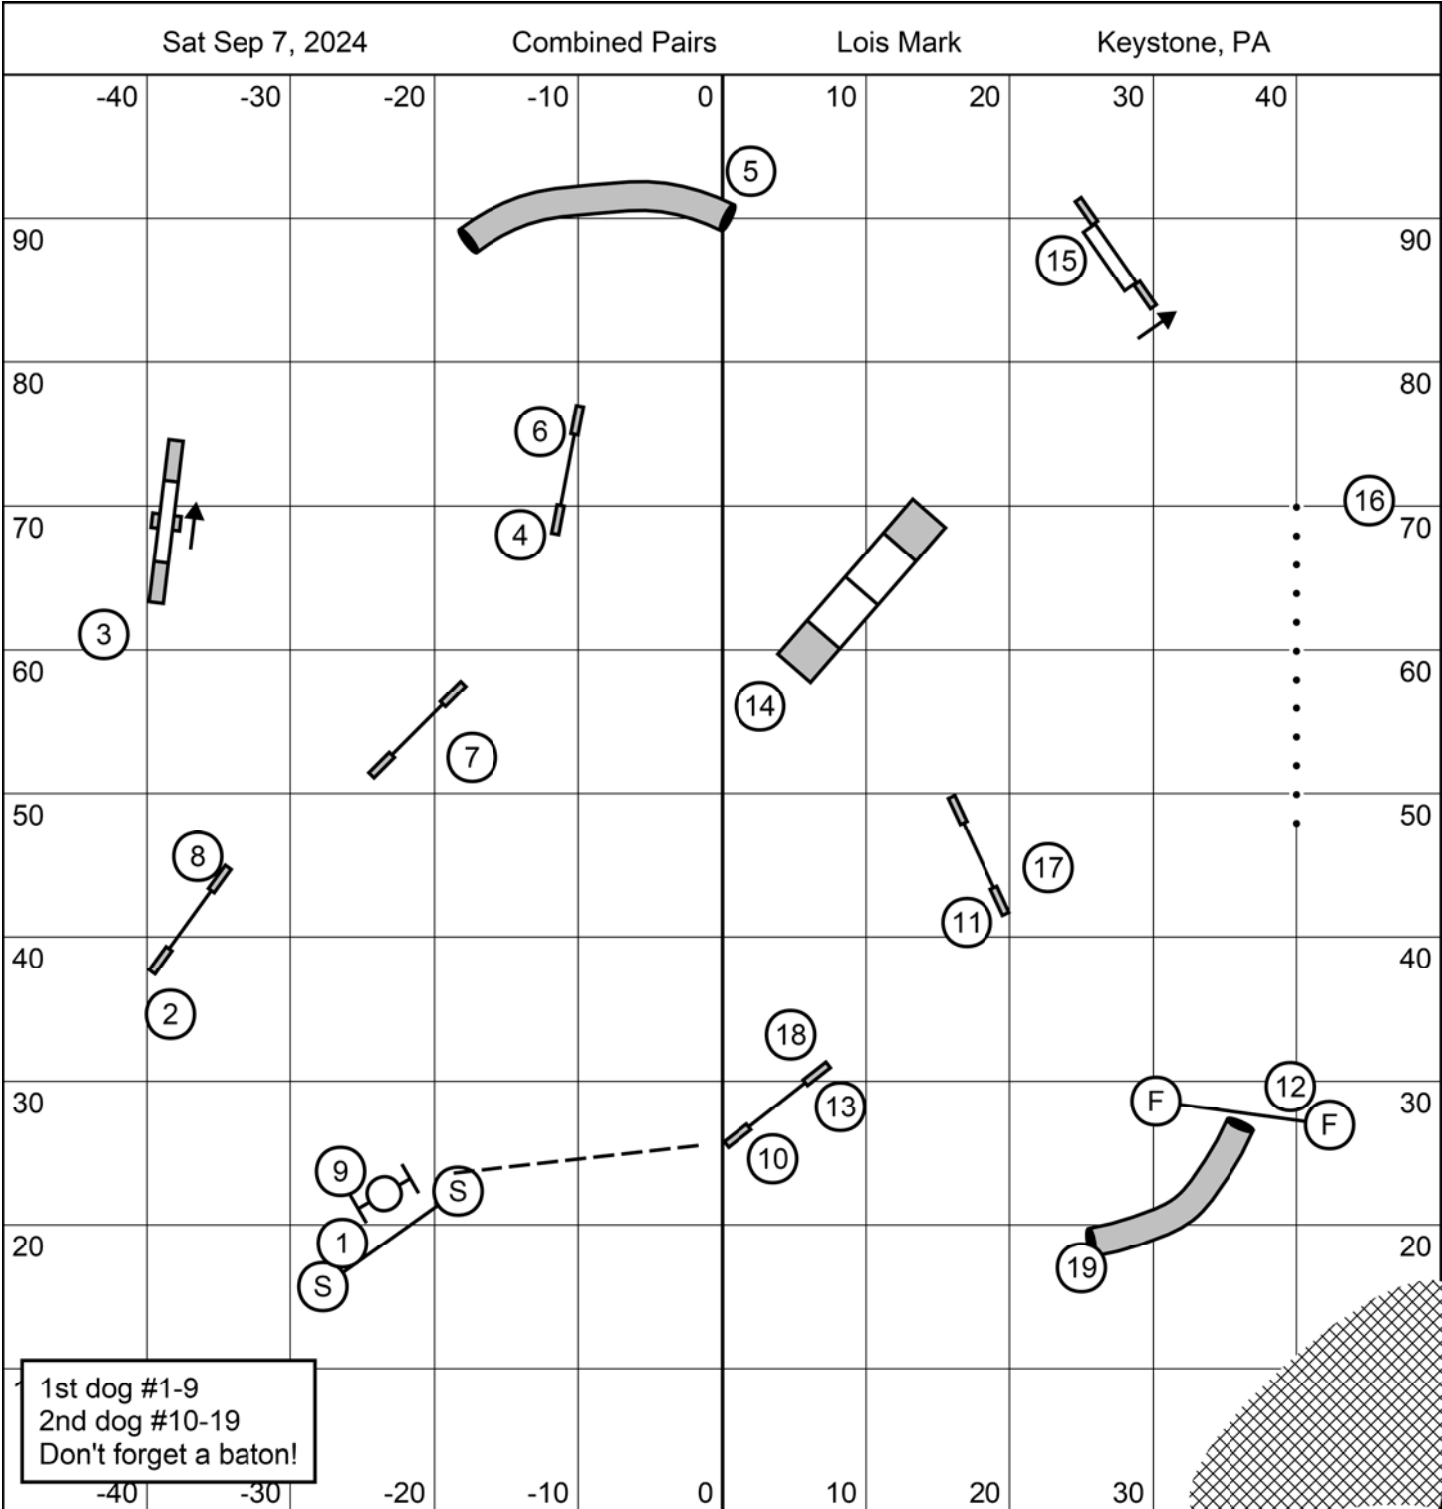 Sat Sep 7, 2024 Combined Pairs Lois Mark Keystone, PA
-40 -30 -20 -10 0 10 20 30 40
5
90 15 90
80 80
6
16
70 4 70
3
60 60
14
7
50 8 50
17
11
40 40
2
18
30 F 12 30
13
F
9 10
S
1
20 19 20
S
1st dog #1-9
2nd dog #10-19
Don't forget a baton!
-40 -30 -20 -10 0 10 20 30